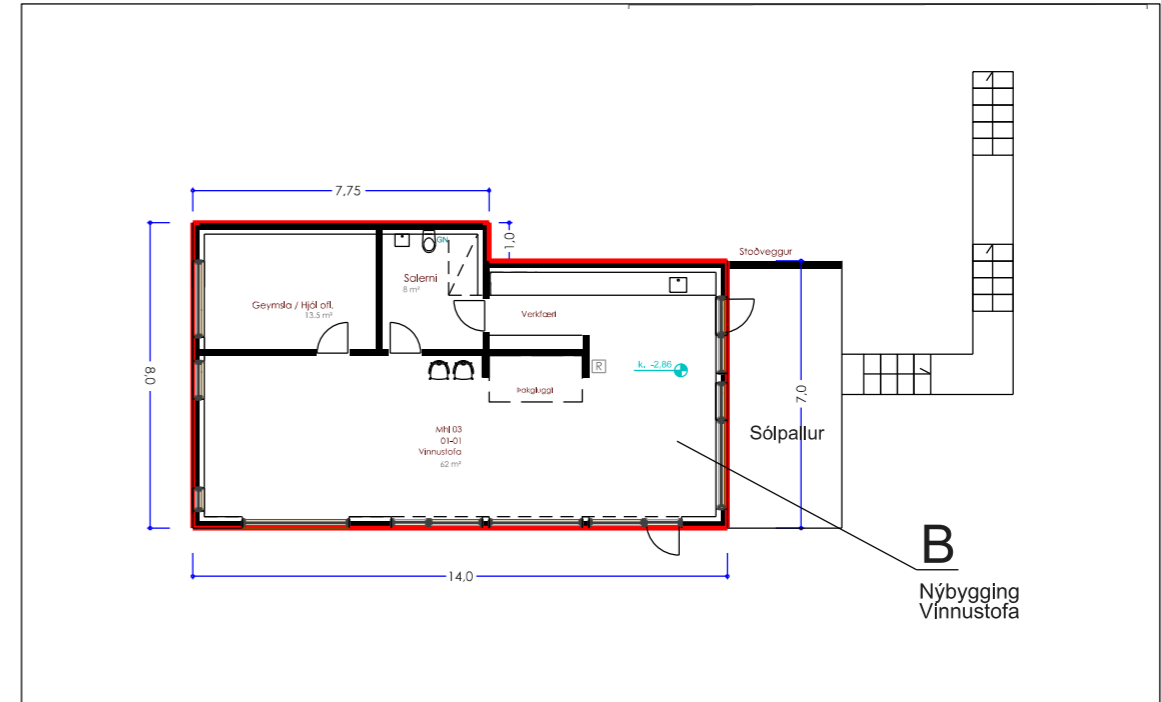 7,75
1,0
8,0
GN
Salerni
8 m²
Geymsla / Hjól ofl.
13.5 m²
Verkfæri
Stoðveggur
R
k. -2,86
Þakgluggi
7,0
Sólpallur
Mhl 03
01-01
Vinnustofa
62 m²
14,0
B
Nýbygging
Vinnustofa